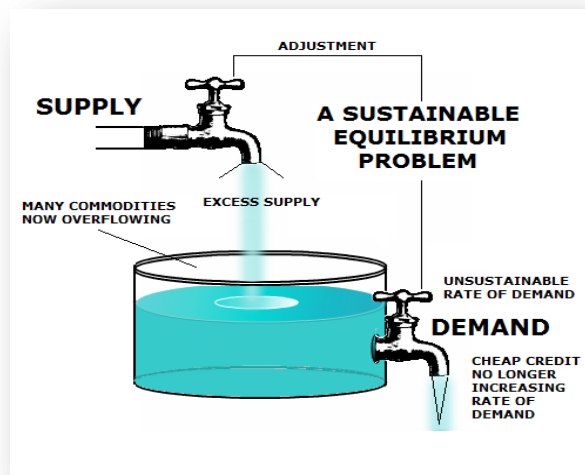 ADJUSTMENT
SUPPLY
A SUSTAINABLE
EQUILIBRIUM
PROBLEM
EXCESS SUPPLY
MANY COMMODITIES
NOW OVERFLOWING
UNSUSTAINABLE
RATE OF DEMAND
DEMAND
CHEAP CREDIT
NO LONGER
INCREASING
RATE OF
DEMAND